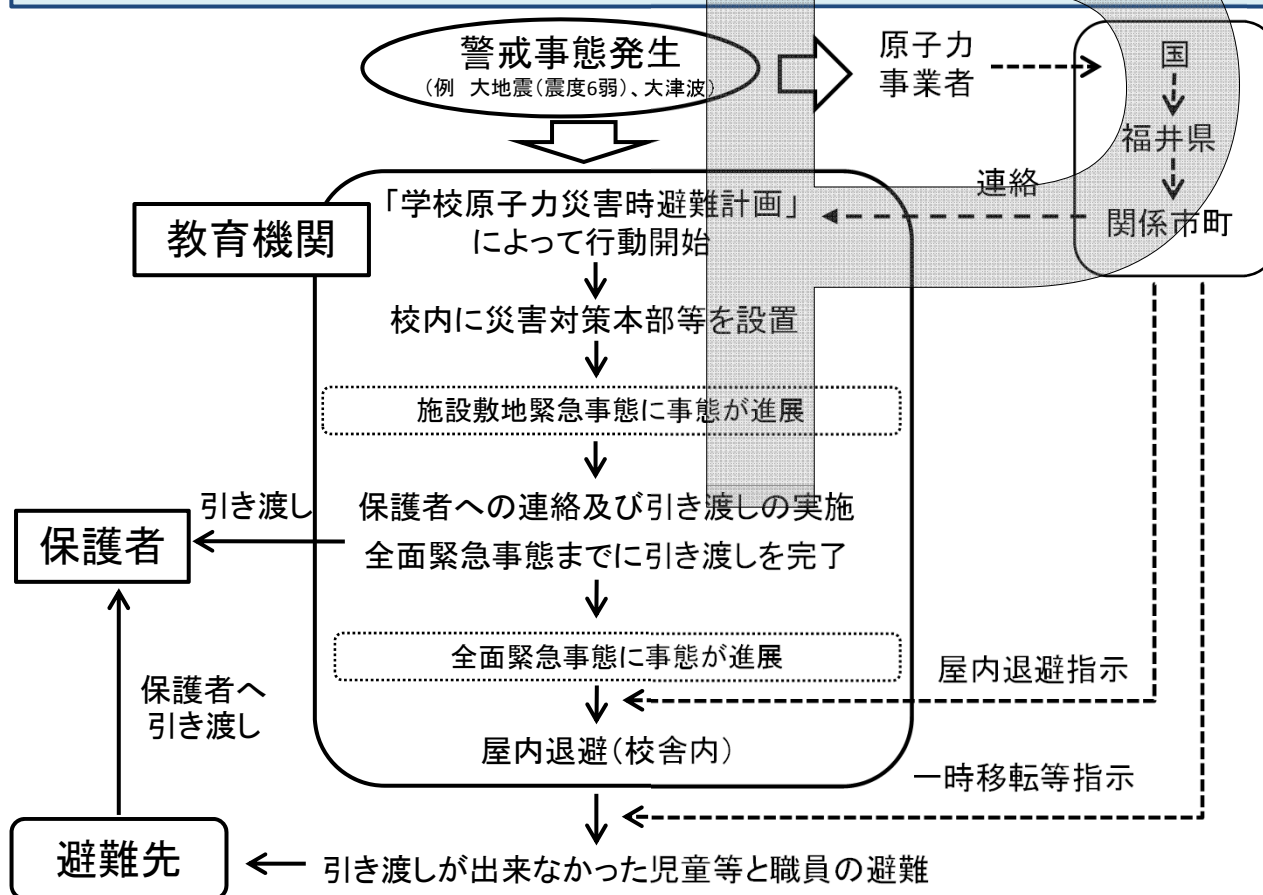 警戒事態発生
(例　大地震(震度6弱)、大津波)
原子力
事業者
国
福井県
関係市町
連絡
教育機関
「学校原子力災害時避難計画」
によって行動開始
校内に災害対策本部等を設置
施設敷地緊急事態に事態が進展
引き渡し
保護者への連絡及び引き渡しの実施
保護者
全面緊急事態までに引き渡しを完了
全面緊急事態に事態が進展
屋内退避指示
保護者へ
引き渡し
屋内退避(校舎内)
一時移転等指示
避難先
引き渡しが出来なかった児童等と職員の避難